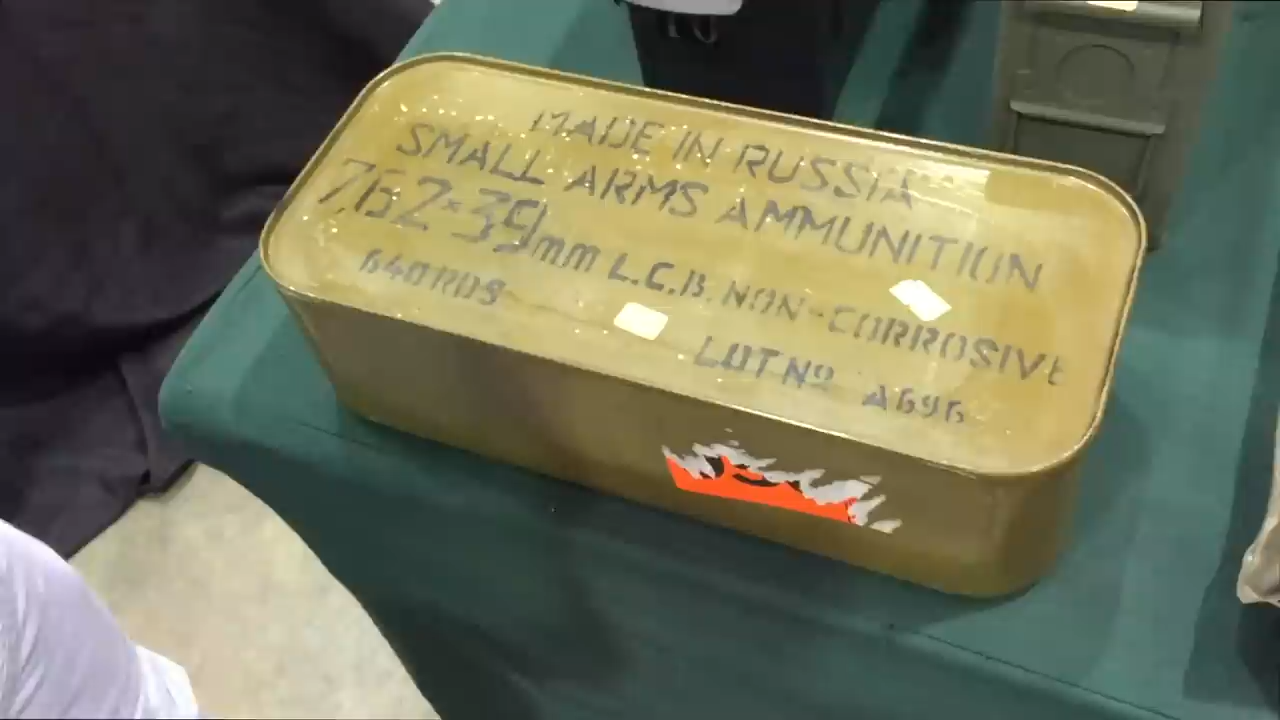 MADE IN RUSSIA
SMALL ARMS AMMUNITION
7,62×39mm L.C.B. NON-CORROSIVE
640RDS
LOT Nº A696